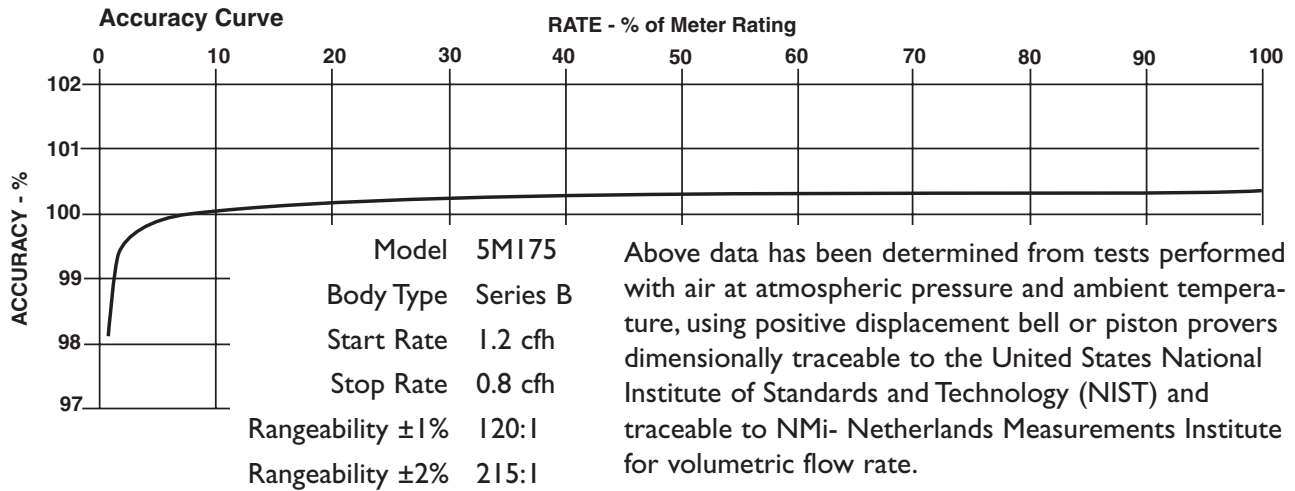 Accuracy Curve
RATE - % of Meter Rating
0 10 20 30 40 50 60 70 80 90 100
102
101
100
99
98
97
ACCURACY - %
Model 5M175
Body Type Series B
Start Rate 1.2 cfh
Stop Rate 0.8 cfh
Rangeability ±1% 120:1
Rangeability ±2% 215:1
Above data has been determined from tests performed
with air at atmospheric pressure and ambient tempera-
ture, using positive displacement bell or piston provers
dimensionally traceable to the United States National
Institute of Standards and Technology (NIST) and
traceable to NMi- Netherlands Measurements Institute
for volumetric flow rate.